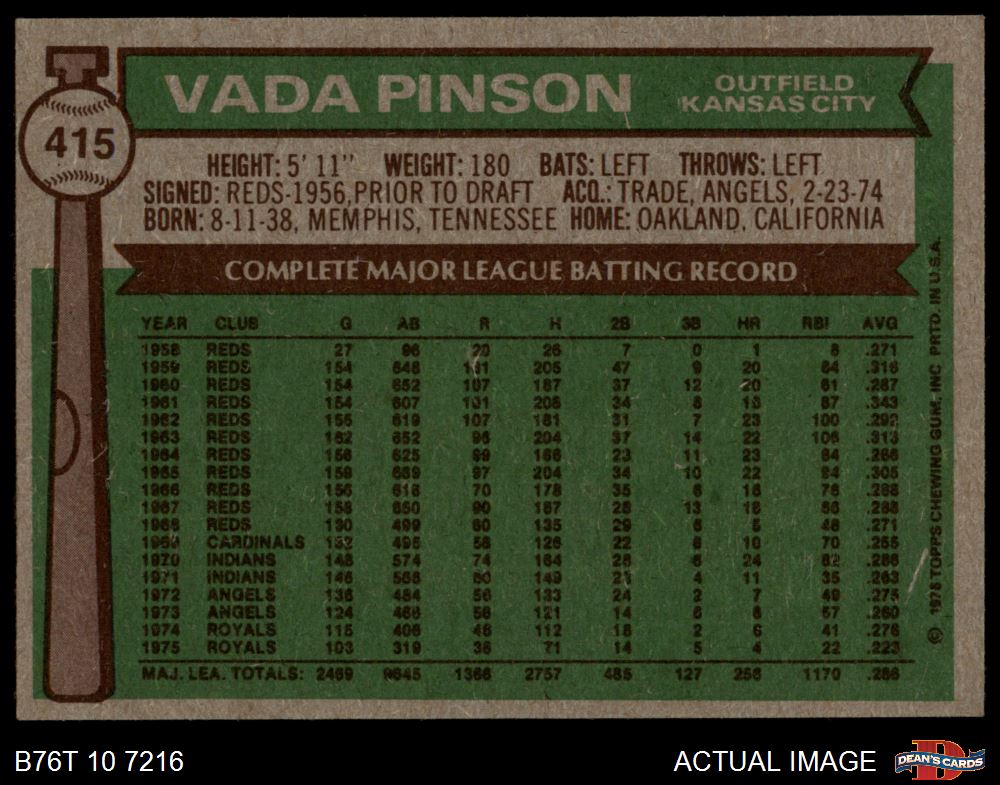 VADA PINSON
OUTFIELD
KANSAS CITY
415
HEIGHT: 5' 11" WEIGHT: 180 BATS: LEFT THROWS: LEFT
SIGNED: REDS-1956, PRIOR TO DRAFT ACQ.: TRADE, ANGELS, 2-23-74
BORN: 8-11-38, MEMPHIS, TENNESSEE HOME: OAKLAND, CALIFORNIA
COMPLETE MAJOR LEAGUE BATTING RECORD
YEAR CLUB G AB R H 2B 3B HR RBI AVG
1958 REDS 27 96 20 26 7 0 1 8 .271
1959 REDS 154 648 131 205 47 9 20 84 .316
1960 REDS 154 652 107 187 37 12 20 61 .287
1961 REDS 154 607 101 208 34 8 16 87 .343
1962 REDS 155 619 107 181 31 7 23 100 .292
1963 REDS 162 652 96 204 37 14 22 106 .313
1964 REDS 156 625 99 166 23 11 23 84 .266
1965 REDS 159 669 97 204 34 10 22 94 .305
1966 REDS 156 618 70 178 35 6 16 76 .288
1967 REDS 158 650 90 187 28 13 18 66 .288
1968 REDS 130 499 60 135 29 6 5 48 .271
1969 CARDINALS 132 495 58 126 22 6 10 70 .255
1970 INDIANS 148 574 74 164 28 6 24 82 .286
1971 INDIANS 146 566 60 149 23 4 11 35 .263
1972 ANGELS 136 484 56 133 24 2 7 49 .275
1973 ANGELS 124 466 56 121 14 6 8 57 .260
1974 ROYALS 115 406 46 112 18 2 6 41 .276
1975 ROYALS 103 319 38 71 14 5 4 22 .223
MAJ. LEA. TOTALS: 2469 9645 1366 2757 485 127 256 1170 .286
© 1976 TOPPS CHEWING GUM, INC PRTD. IN U.S.A.
B76T 10 7216
ACTUAL IMAGE
D
DEAN'S CARDS